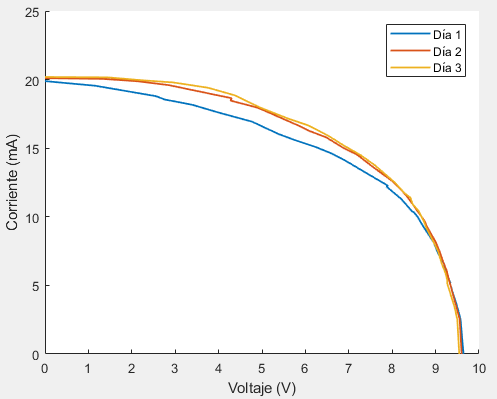 25
20
15
10
5
0
Corriente (mA)
0 1 2 3 4 5 6 7 8 9 10
Voltaje (V)
Día 1
Día 2
Día 3